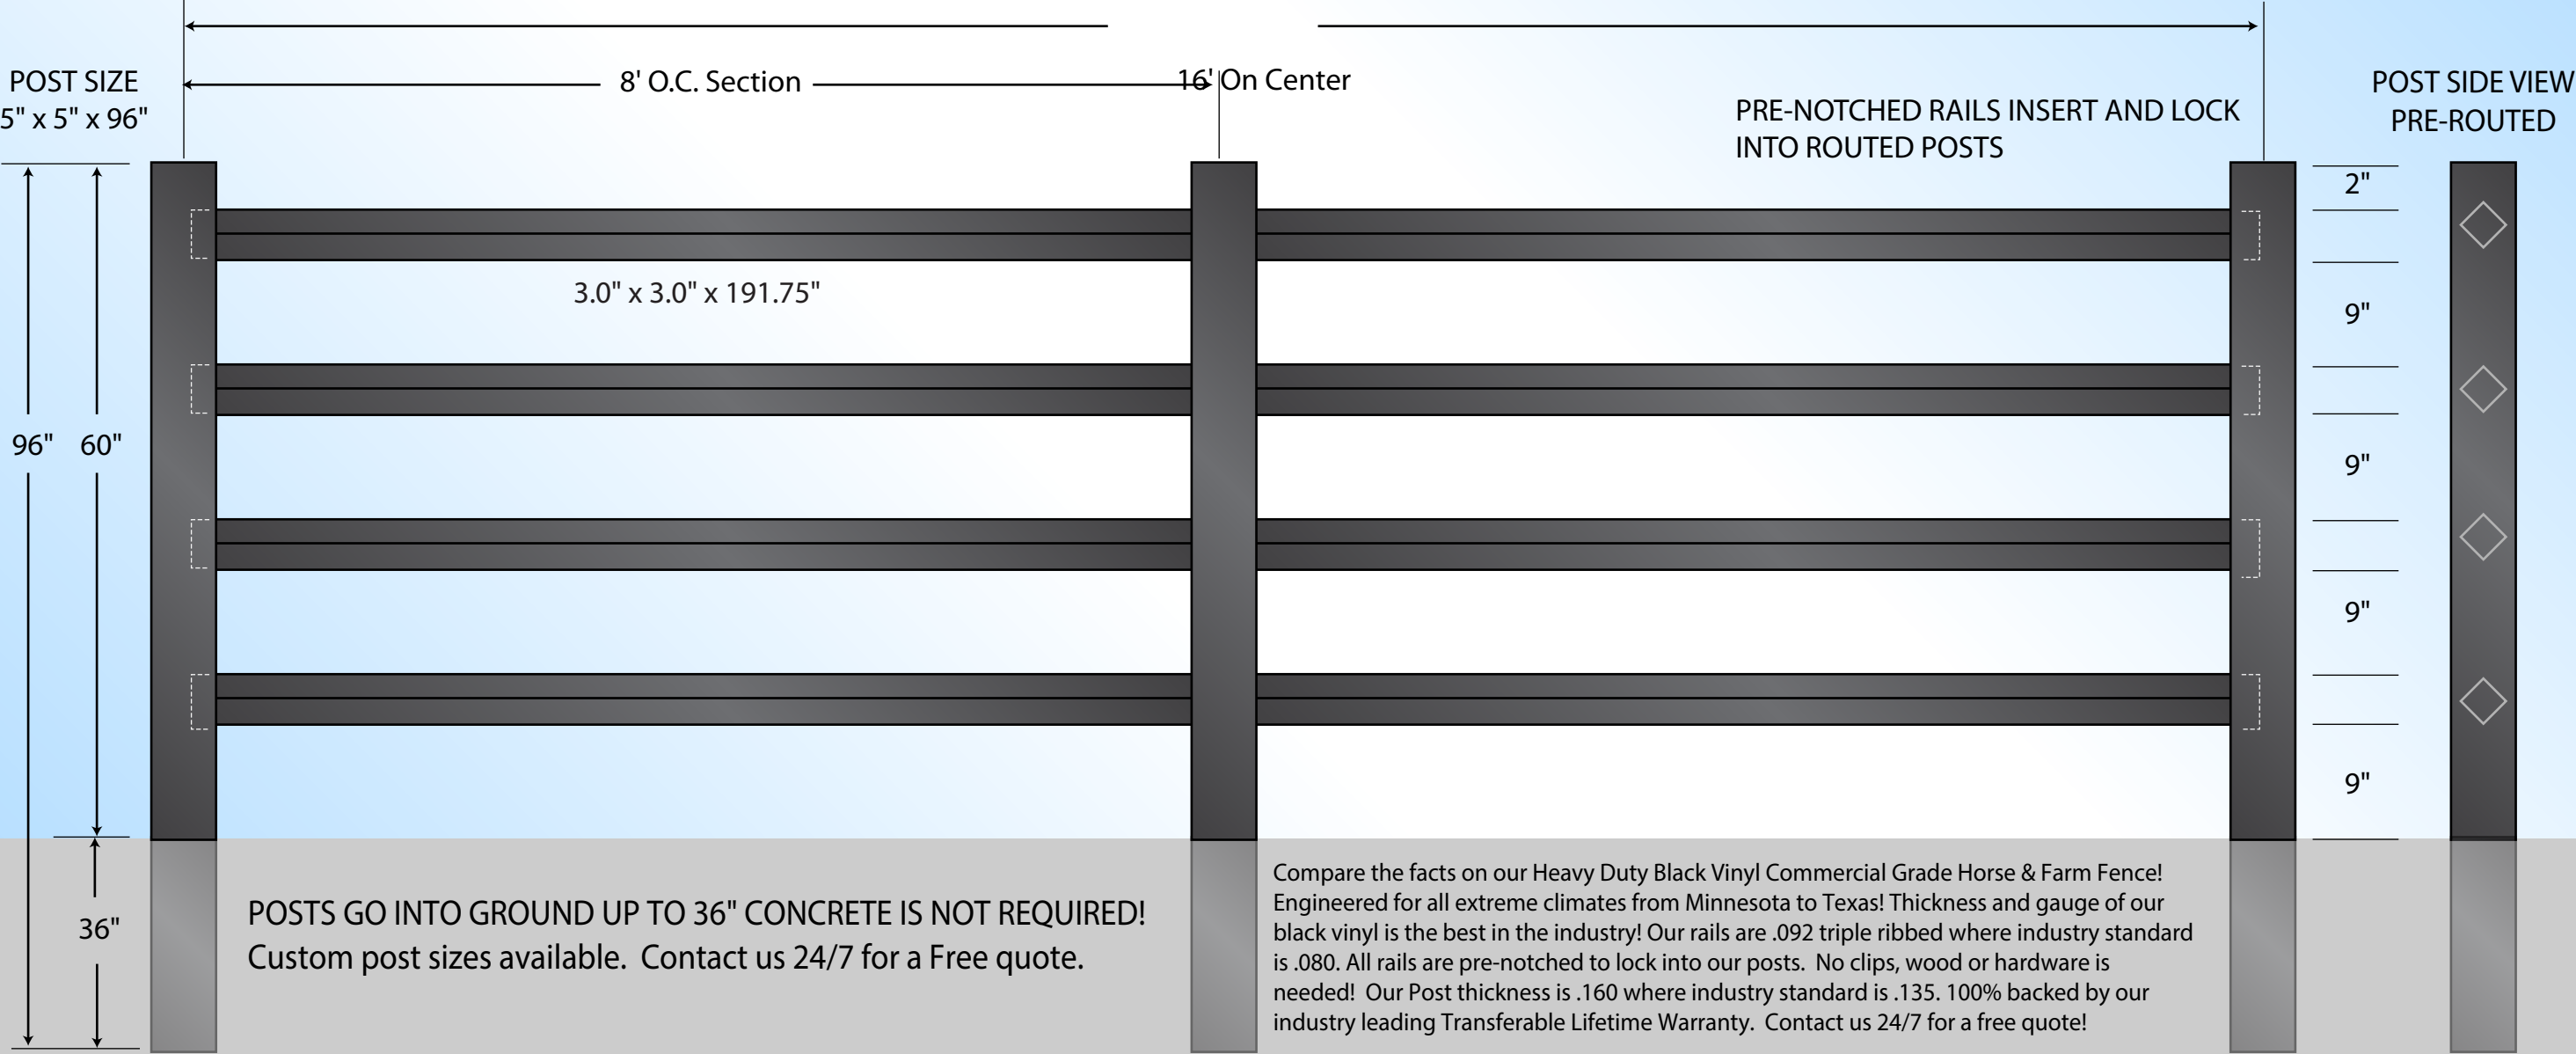 POST SIZE
5" x 5" x 96"
8' O.C. Section
16' On Center
PRE-NOTCHED RAILS INSERT AND LOCK
INTO ROUTED POSTS
POST SIDE VIEW
PRE-ROUTED
2"
3.0" x 3.0" x 191.75"
9"
96"
60"
9"
9"
9"
36"
POSTS GO INTO GROUND UP TO 36" CONCRETE IS NOT REQUIRED!
Custom post sizes available.  Contact us 24/7 for a Free quote.
Compare the facts on our Heavy Duty Black Vinyl Commercial Grade Horse & Farm Fence!
Engineered for all extreme climates from Minnesota to Texas! Thickness and gauge of our
black vinyl is the best in the industry! Our rails are .092 triple ribbed where industry standard
is .080. All rails are pre-notched to lock into our posts.  No clips, wood or hardware is
needed!  Our Post thickness is .160 where industry standard is .135. 100% backed by our
industry leading Transferable Lifetime Warranty.  Contact us 24/7 for a free quote!